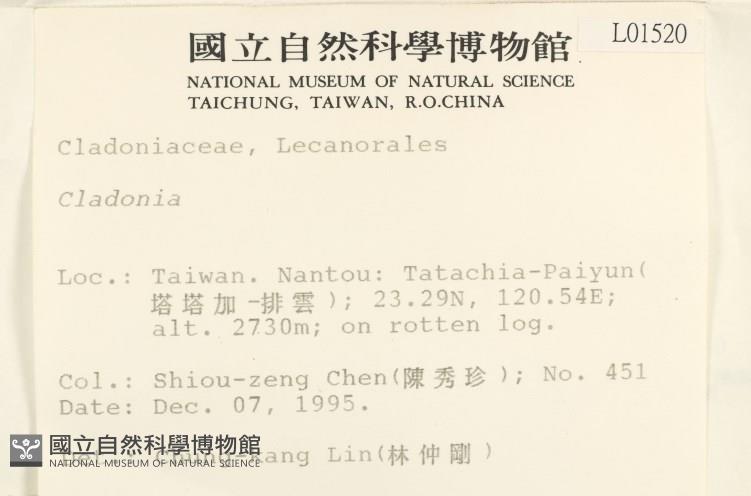 國立自然科學博物館
L01520
NATIONAL MUSEUM OF NATURAL SCIENCE
TAICHUNG, TAIWAN, R.O.CHINA
Cladoniaceae, Lecanorales
Cladonia
Loc.: Taiwan. Nantou: Tatachia-Paiyun(
塔塔加-排雲); 23.29N, 120.54E;
alt. 2730m; on rotten log.
Col.: Shiou-zeng Chen(陳秀珍); No. 451
Date: Dec. 07, 1995.
Lin(林仲剛)
國立自然科學博物館
NATIONAL MUSEUM OF NATURAL SCIENCE